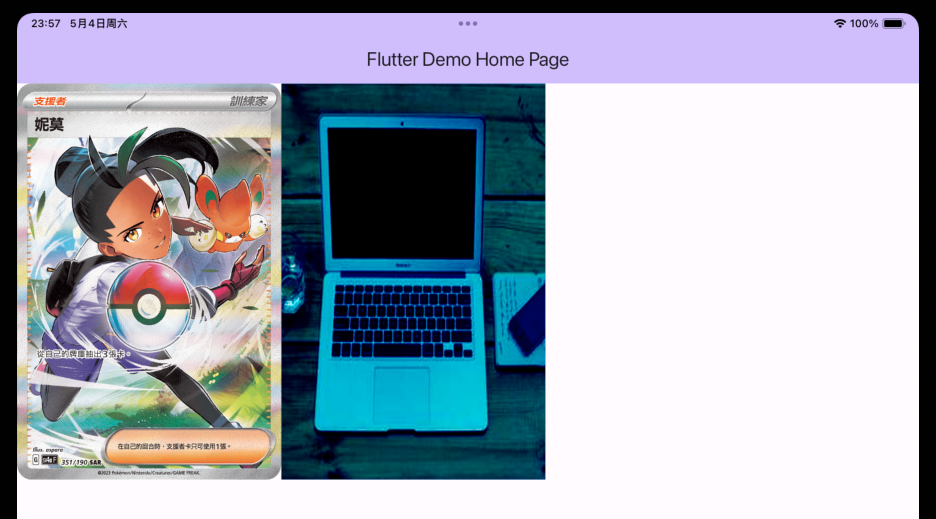 23:57 5月4日周六
100%
Flutter Demo Home Page
支援者
訓練家
妮莫
從自己的牌庫抽出3張卡。
在自己的回合時,支援者卡只可使用1張。
Illus. aspara
G sv4a F 351/190 SAR
©2023 Pokémon/Nintendo/Creatures/GAME FREAK.